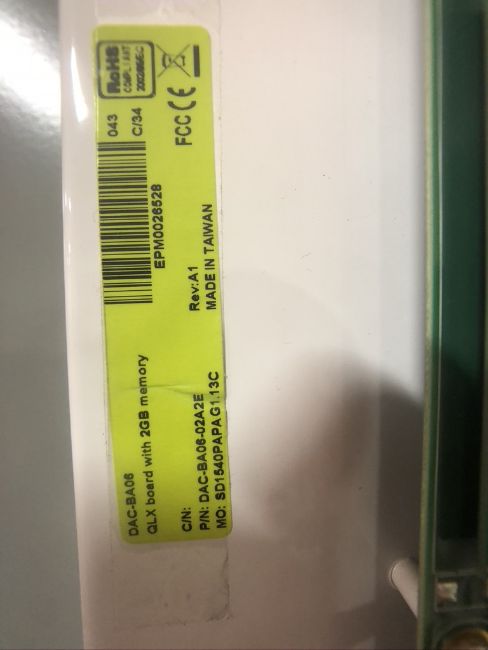 DAC-BA06
QLX board with 2GB memory
C/N:
P/N: DAC-BA06-02A2E
MO: SD1540PAPAG1.13C
EPM0026528
Rev:A1
MADE IN TAIWAN
043
C/34
FCC CE
RoHS
COMPLIANT